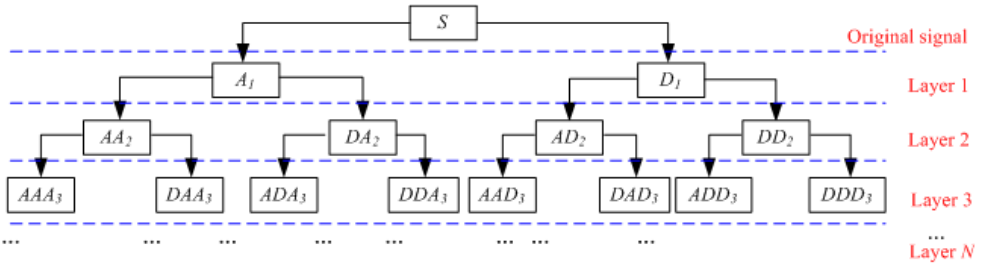 S
Original signal
A1 D1
Layer 1
AA2 DA2 AD2 DD2
Layer 2
AAA3 DAA3 ADA3 DDA3 AAD3 DAD3 ADD3 DDD3
Layer 3
... ... ... ... ... ... ... ... ...
Layer N